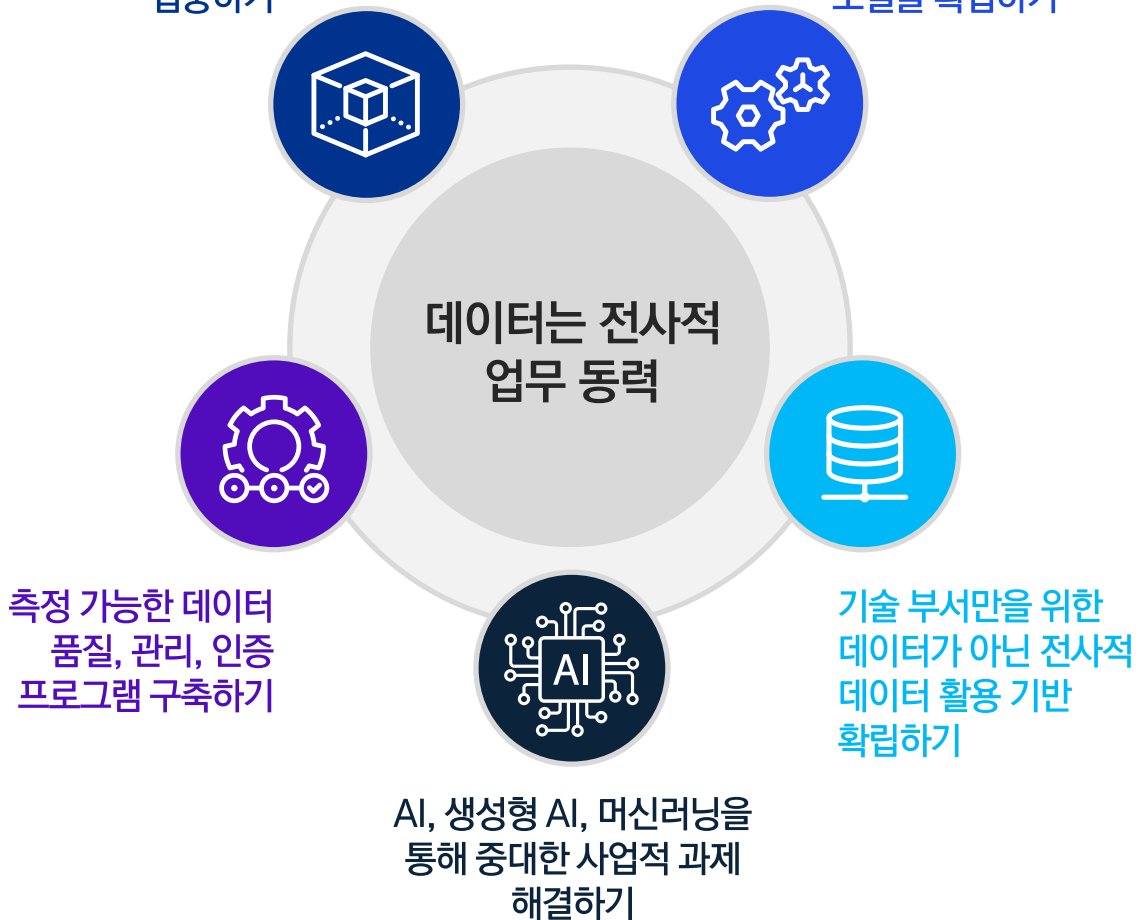 데이터는 전사적
업무 동력
측정 가능한 데이터
품질, 관리, 인증
프로그램 구축하기
기술 부서만을 위한
데이터가 아닌 전사적
데이터 활용 기반
확립하기
AI
AI, 생성형 AI, 머신러닝을
통해 중대한 사업적 과제
해결하기